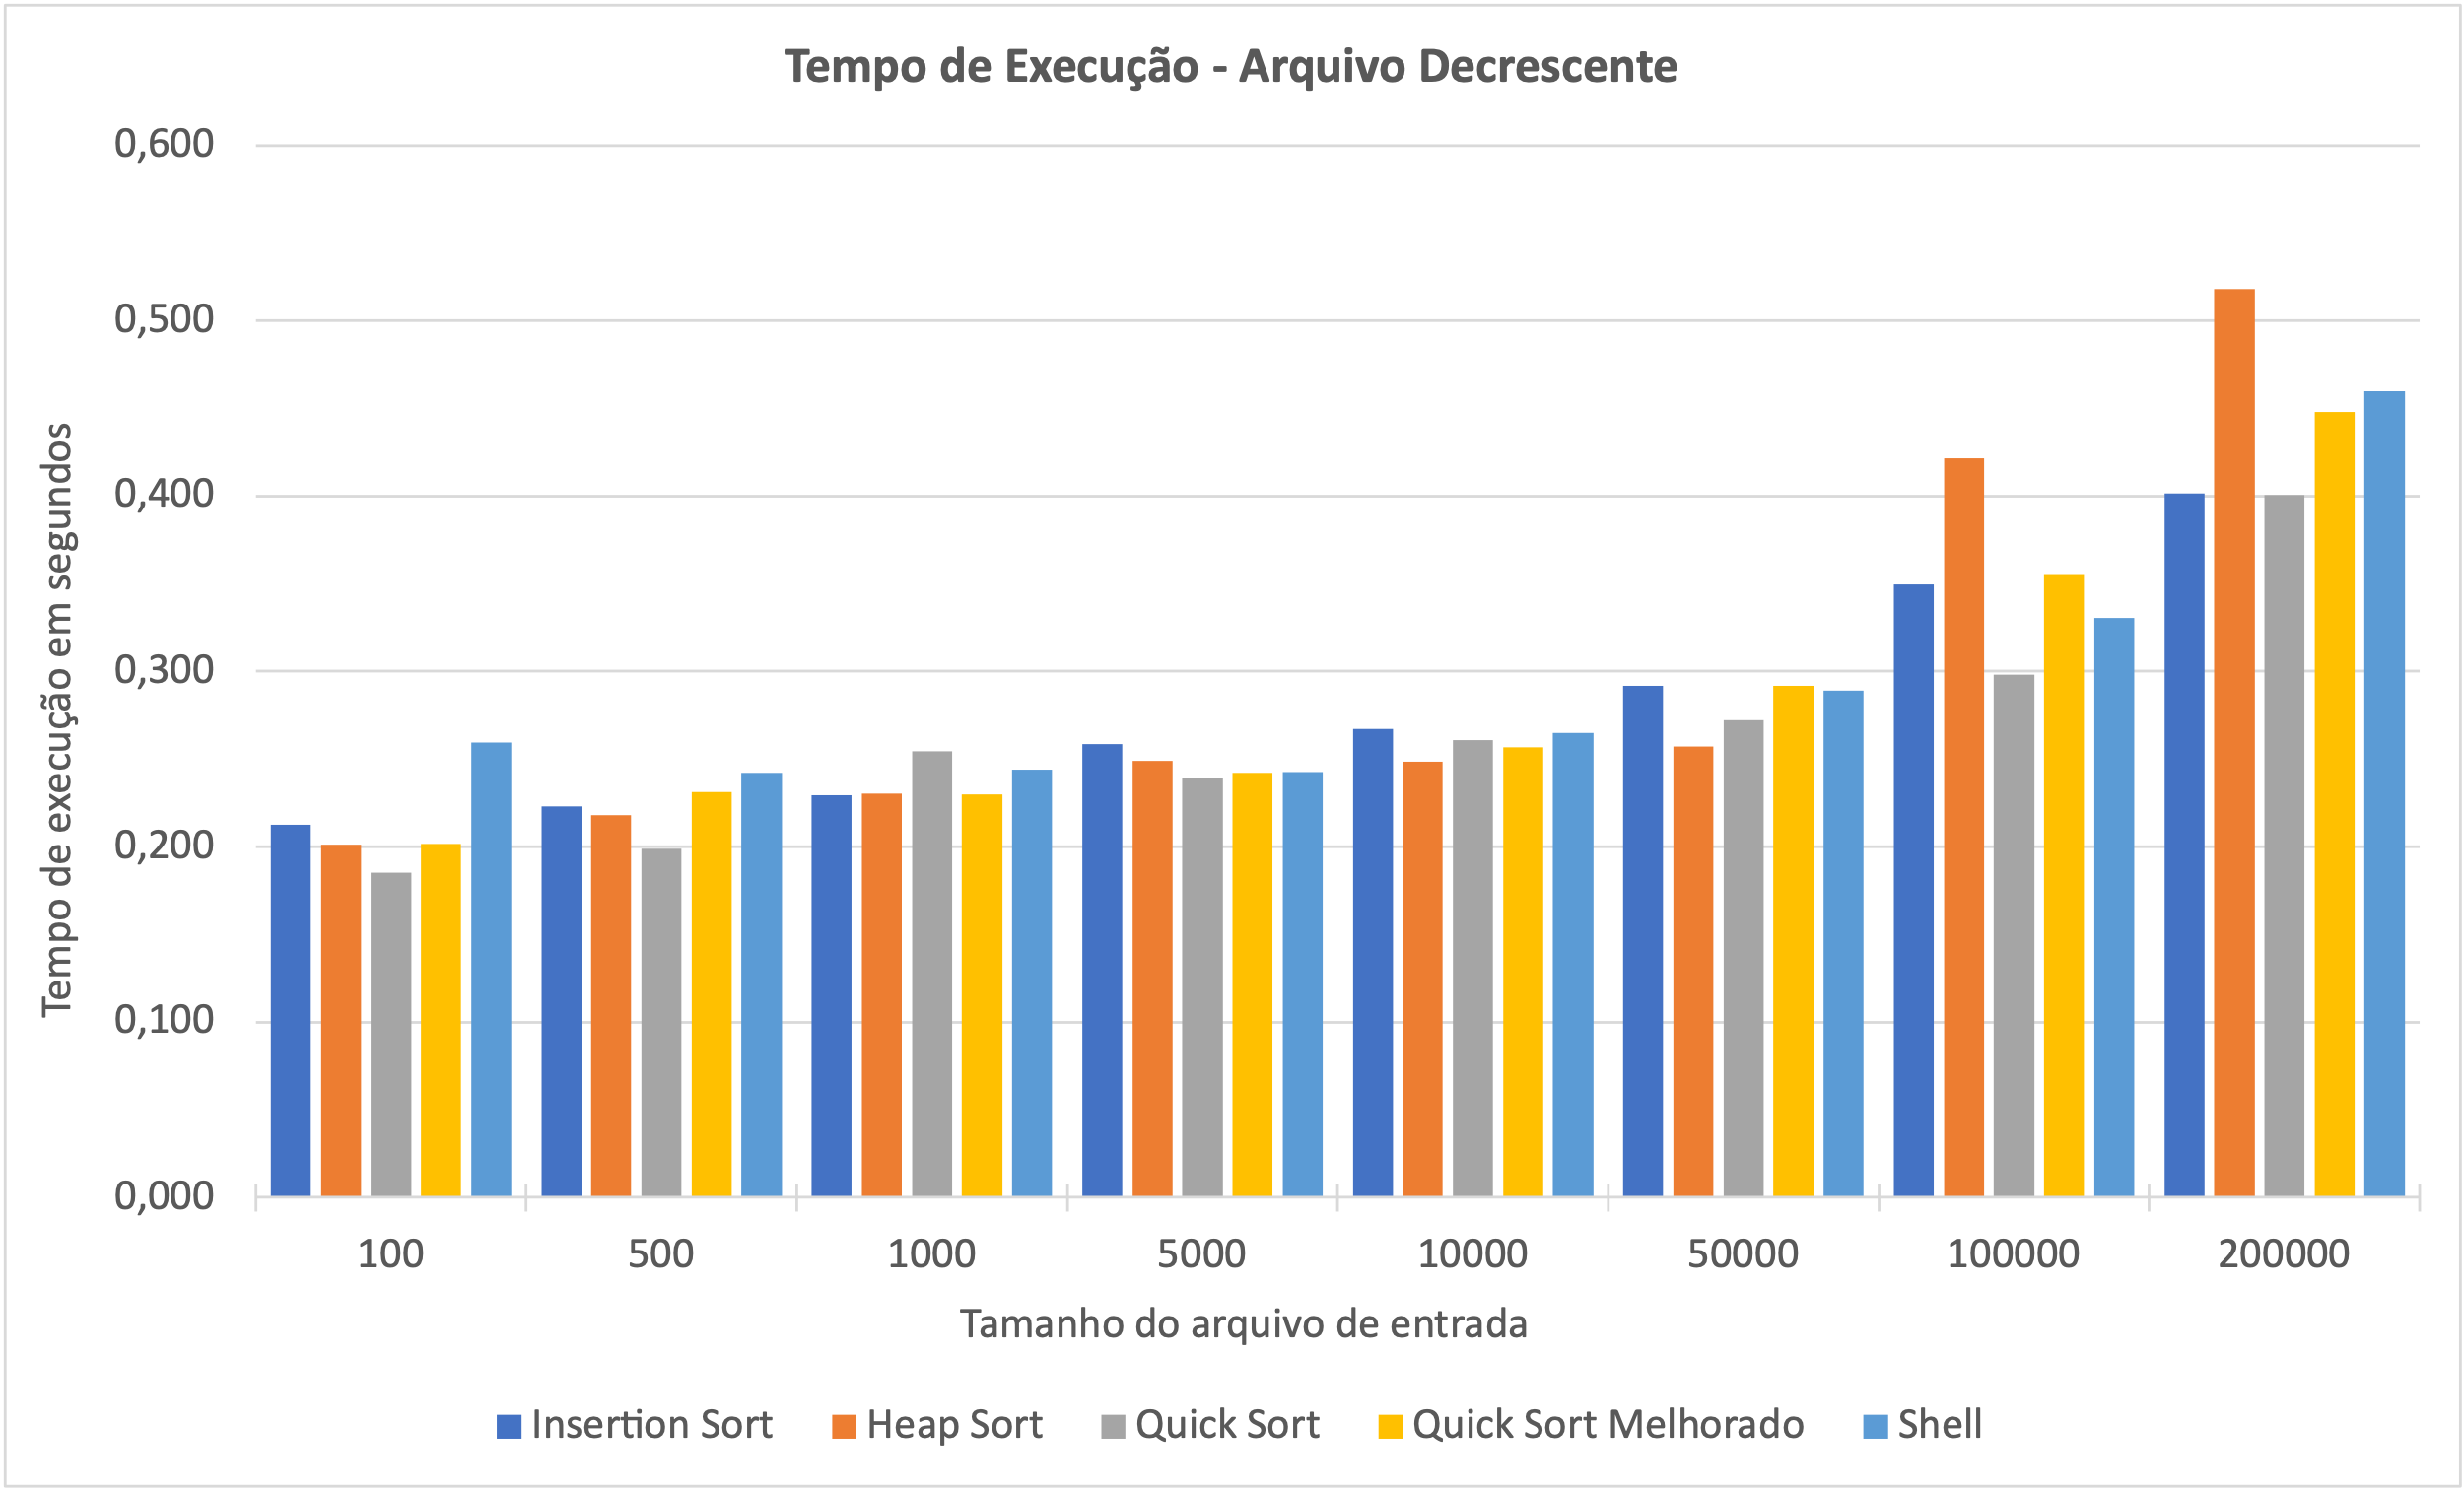 Tempo de Execução - Arquivo Decrescente
Tempo de execução em segundos
0,600
0,500
0,400
0,300
0,200
0,100
0,000
100 500 1000 5000 10000 50000 100000 200000
Tamanho do arquivo de entrada
Insertion Sort Heap Sort Quick Sort Quick Sort Melhorado Shell